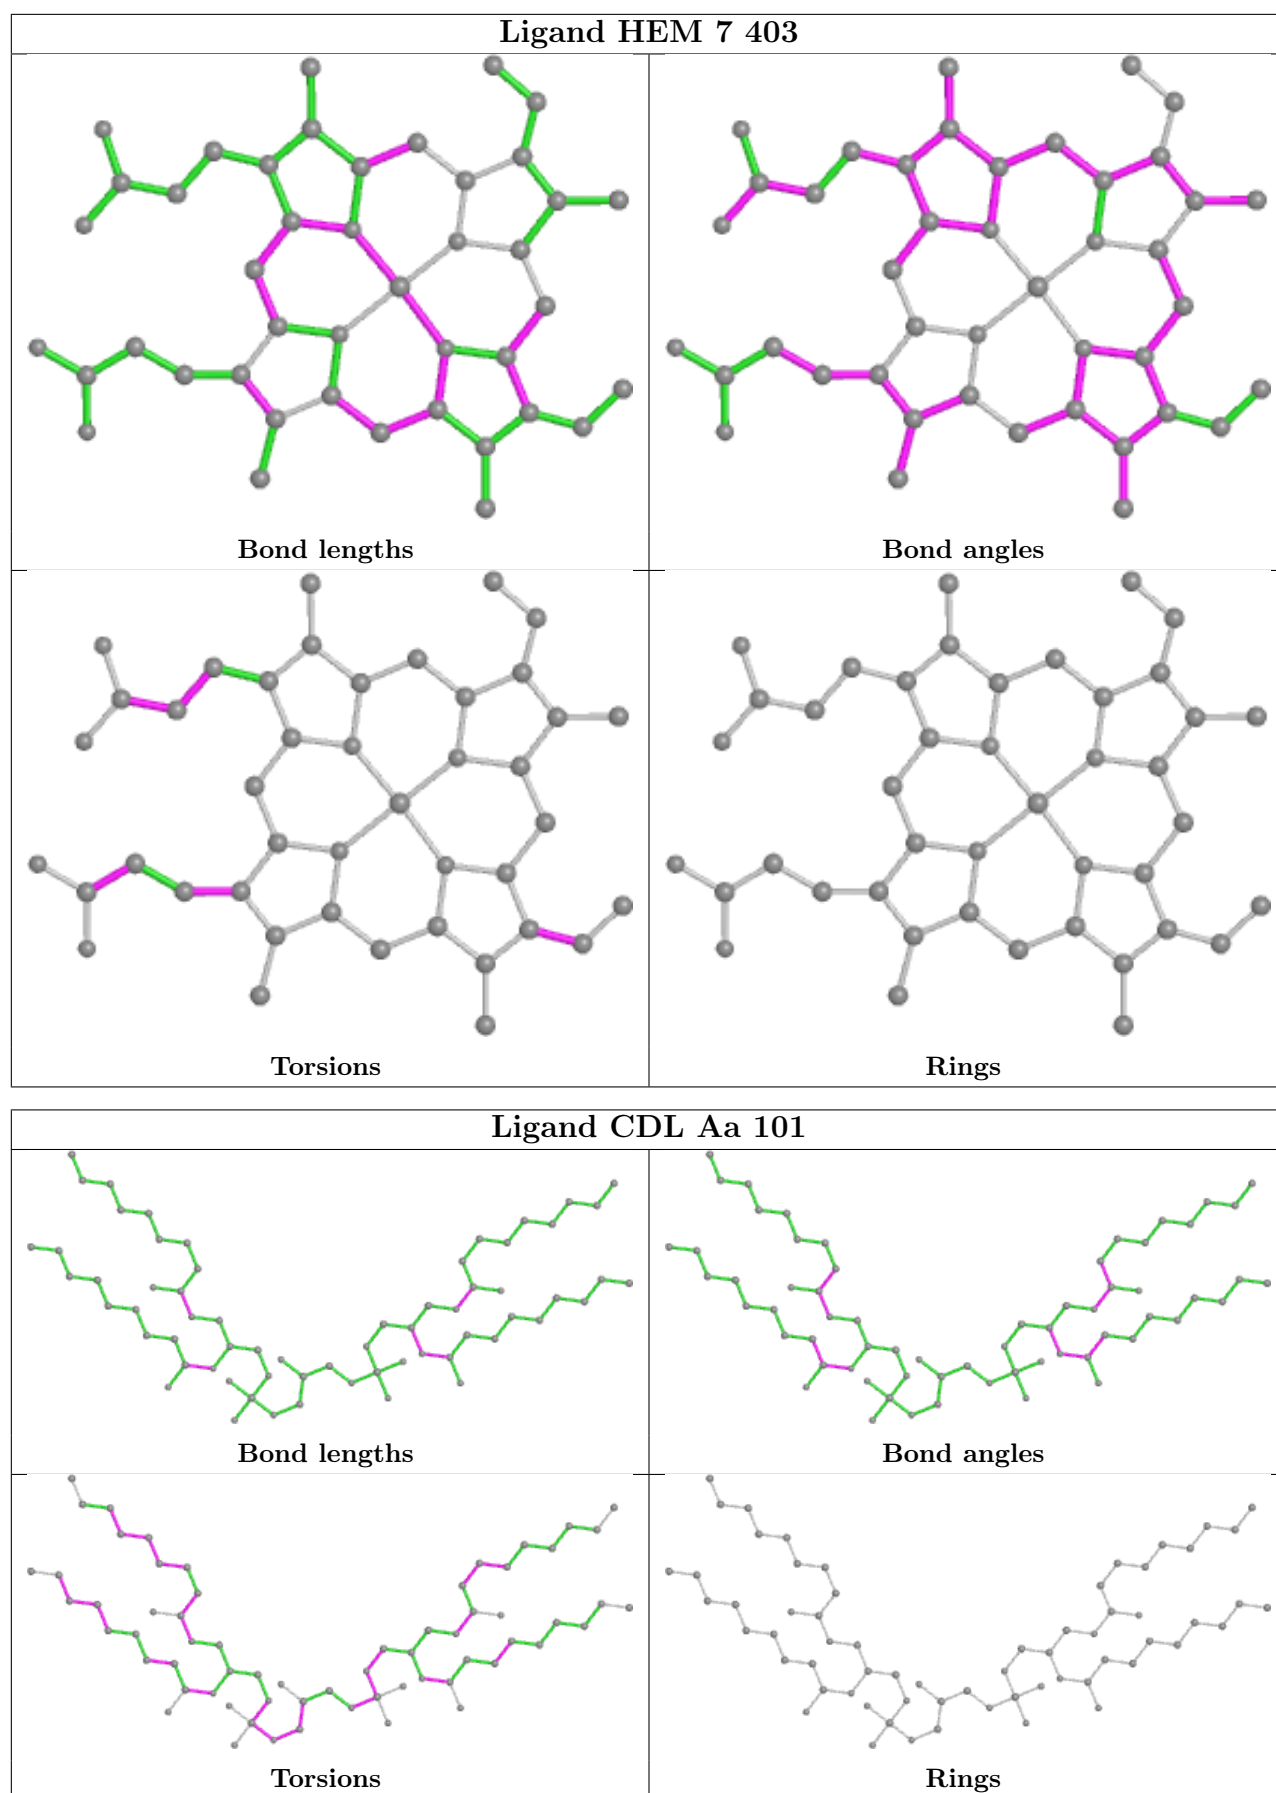 Ligand HEM 7 403
Bond lengths
Bond angles
Torsions
Rings
Ligand CDL Aa 101
Bond lengths
Bond angles
Torsions
Rings